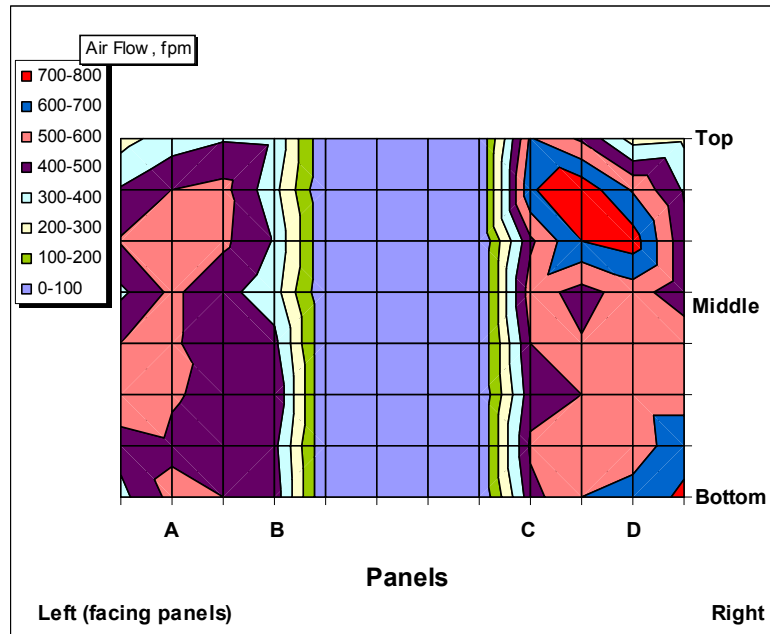 Air Flow , fpm
700-800
600-700
500-600
400-500
300-400
200-300
100-200
0-100
Top
Middle
Bottom
A B C D
Panels
Left (facing panels) Right